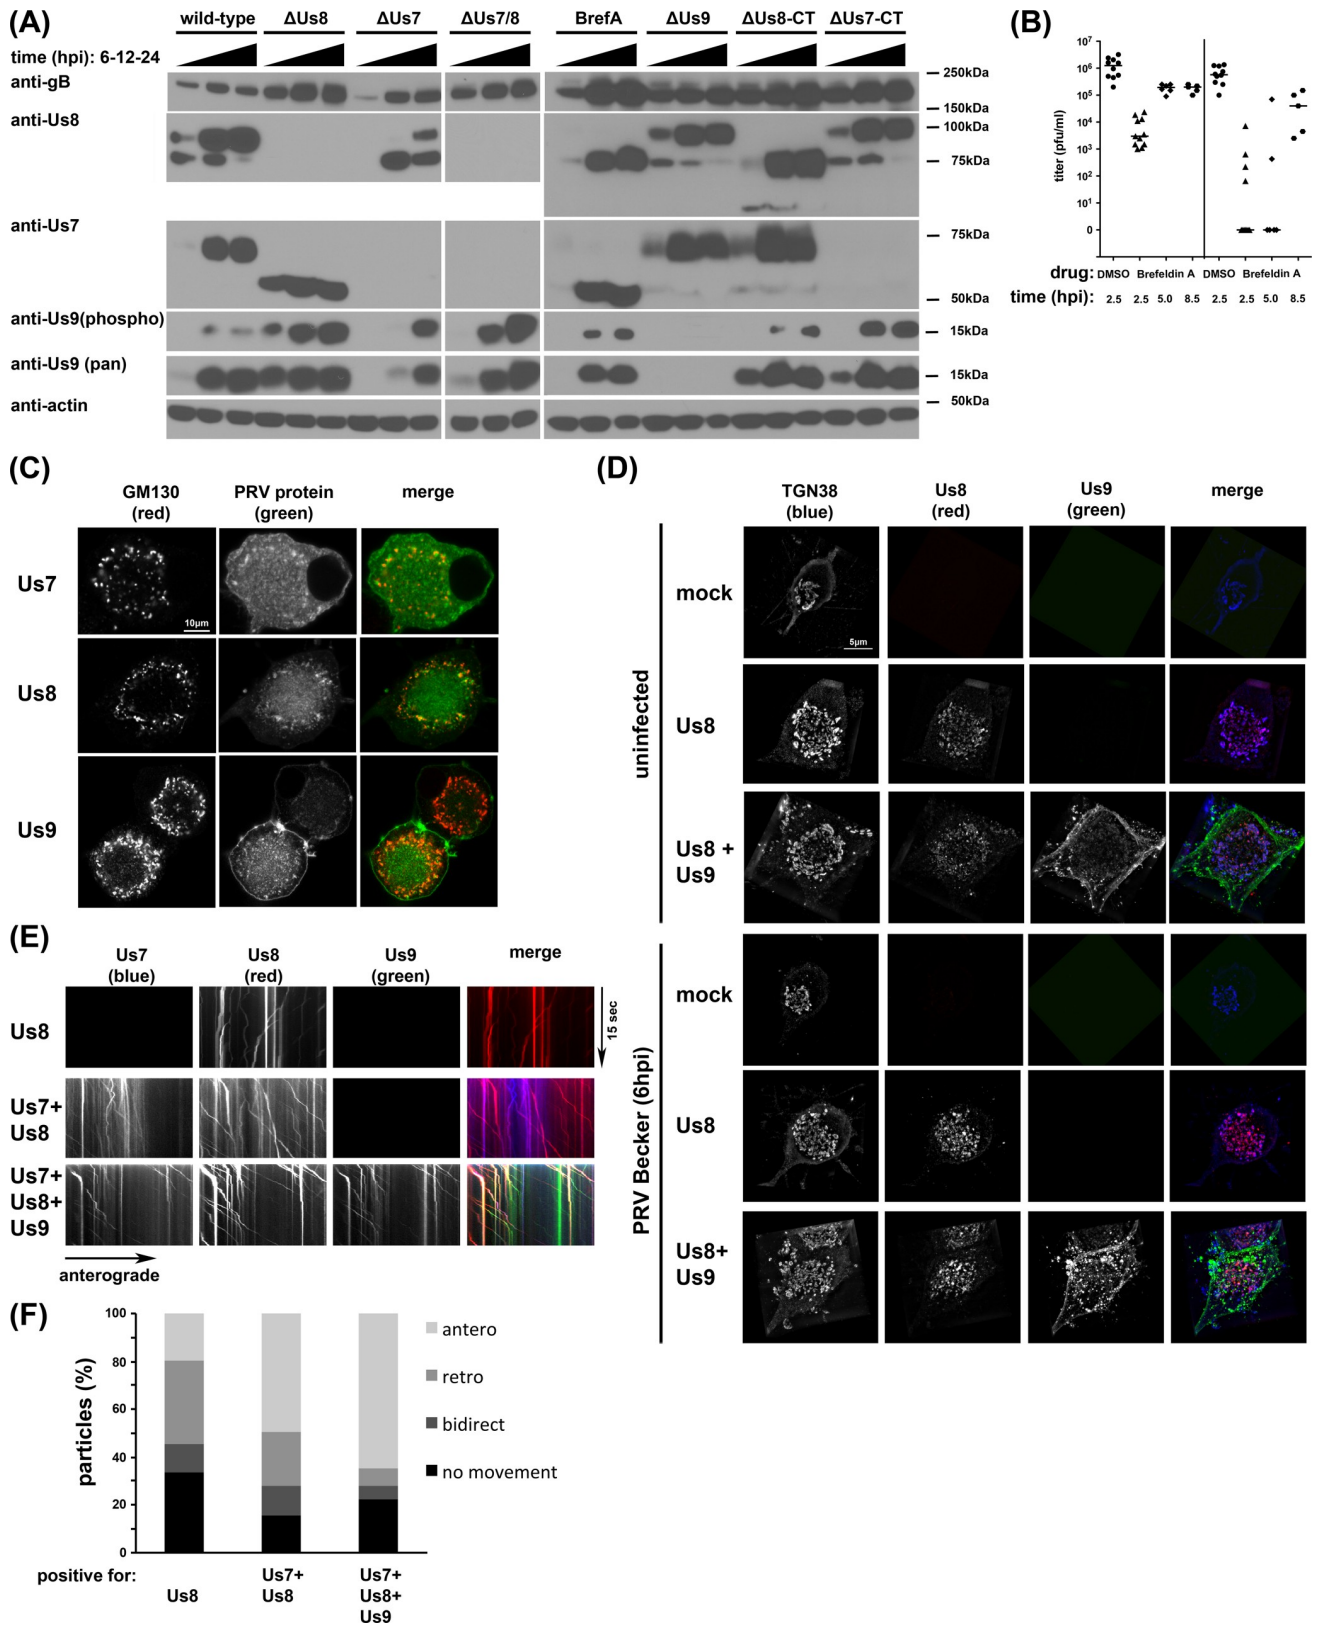 (A)
wild-type ΔUs8 ΔUs7 ΔUs7/8 BrefA ΔUs9 ΔUs8-CT ΔUs7-CT
time (hpi): 6-12-24
anti-gB
250kDa
150kDa
anti-Us8
100kDa
75kDa
anti-Us7
75kDa
50kDa
anti-Us9(phospho)
15kDa
anti-Us9 (pan)
15kDa
anti-actin
50kDa
(B)
titer (pfu/ml)
10⁷
10⁶
10⁵
10⁴
10³
10²
10¹
0
drug: DMSO Brefeldin A DMSO Brefeldin A
time (hpi): 2.5 2.5 5.0 8.5 2.5 2.5 5.0 8.5
(C)
GM130 PRV protein merge
(red) (green)
Us7
10μm
Us8
Us9
(D)
TGN38 Us8 Us9 merge
(blue) (red) (green)
uninfected
mock
5μm
Us8
Us8 +
Us9
PRV Becker (6hpi)
mock
Us8
Us8+
Us9
(E)
Us7 Us8 Us9 merge
(blue) (red) (green)
Us8
15 sec
Us7+
Us8
Us7+
Us8+
Us9
anterograde
(F)
particles (%)
100
80
60
40
20
0
antero
retro
bidirect
no movement
positive for:
Us8
Us7+
Us8
Us7+
Us8+
Us9